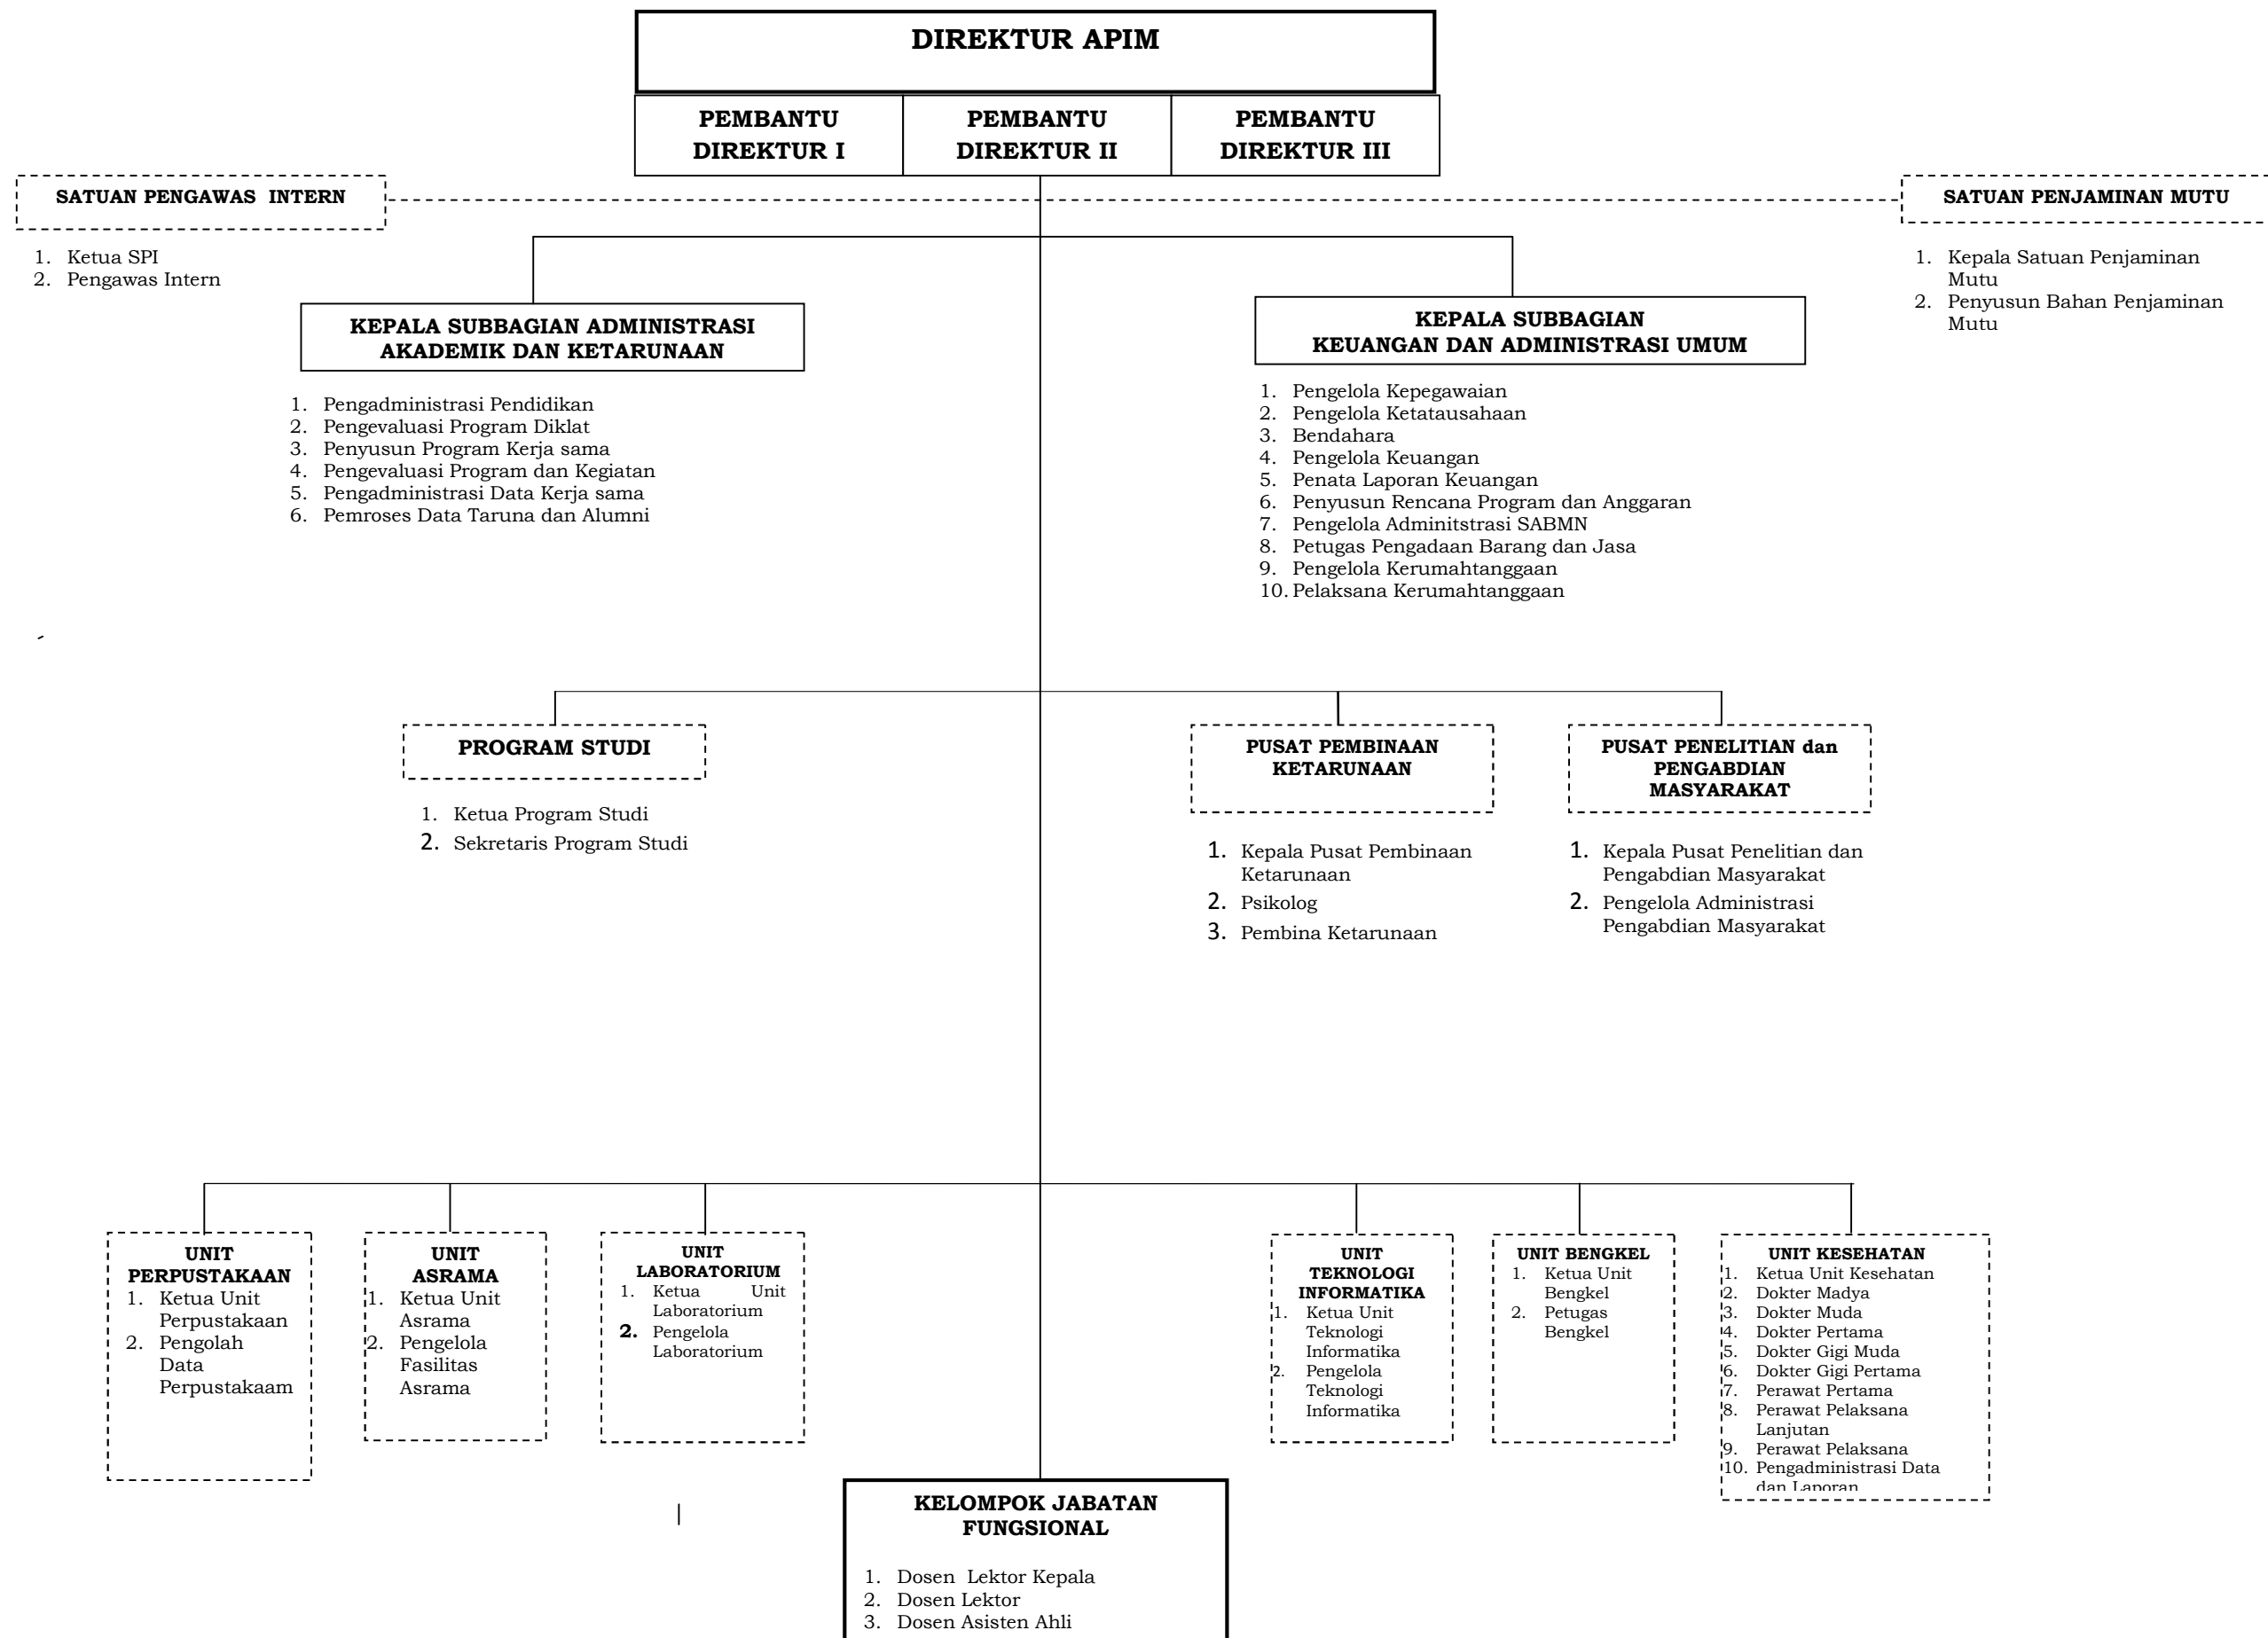 DIREKTUR APIM
PEMBANTU
DIREKTUR I
PEMBANTU
DIREKTUR II
PEMBANTU
DIREKTUR III
SATUAN PENGAWAS  INTERN
1. Ketua SPI
2. Pengawas Intern
SATUAN PENJAMINAN MUTU
1. Kepala Satuan Penjaminan
Mutu
2. Penyusun Bahan Penjaminan
Mutu
KEPALA SUBBAGIAN ADMINISTRASI
AKADEMIK DAN KETARUNAAN
1. Pengadministrasi Pendidikan
2. Pengevaluasi Program Diklat
3. Penyusun Program Kerja sama
4. Pengevaluasi Program dan Kegiatan
5. Pengadministrasi Data Kerja sama
6. Pemroses Data Taruna dan Alumni
KEPALA SUBBAGIAN
KEUANGAN DAN ADMINISTRASI UMUM
1. Pengelola Kepegawaian
2. Pengelola Ketatausahaan
3. Bendahara
4. Pengelola Keuangan
5. Penata Laporan Keuangan
6. Penyusun Rencana Program dan Anggaran
7. Pengelola Adminitstrasi SABMN
8. Petugas Pengadaan Barang dan Jasa
9. Pengelola Kerumahtanggaan
10. Pelaksana Kerumahtanggaan
PROGRAM STUDI
1. Ketua Program Studi
2. Sekretaris Program Studi
PUSAT PEMBINAAN
KETARUNAAN
1. Kepala Pusat Pembinaan
Ketarunaan
2. Psikolog
3. Pembina Ketarunaan
PUSAT PENELITIAN dan
PENGABDIAN
MASYARAKAT
1. Kepala Pusat Penelitian dan
Pengabdian Masyarakat
2. Pengelola Administrasi
Pengabdian Masyarakat
UNIT
PERPUSTAKAAN
1. Ketua Unit
Perpustakaan
2. Pengolah
Data
Perpustakaam
UNIT
ASRAMA
1. Ketua Unit
Asrama
2. Pengelola
Fasilitas
Asrama
UNIT
LABORATORIUM
1. Ketua Unit
Laboratorium
2. Pengelola
Laboratorium
UNIT
TEKNOLOGI
INFORMATIKA
1. Ketua Unit
Teknologi
Informatika
2. Pengelola
Teknologi
Informatika
UNIT BENGKEL
1. Ketua Unit
Bengkel
2. Petugas
Bengkel
UNIT KESEHATAN
1. Ketua Unit Kesehatan
2. Dokter Madya
3. Dokter Muda
4. Dokter Pertama
5. Dokter Gigi Muda
6. Dokter Gigi Pertama
7. Perawat Pertama
8. Perawat Pelaksana
Lanjutan
9. Perawat Pelaksana
10. Pengadministrasi Data
dan Laporan
KELOMPOK JABATAN
FUNGSIONAL
1. Dosen  Lektor Kepala
2. Dosen Lektor
3. Dosen Asisten Ahli